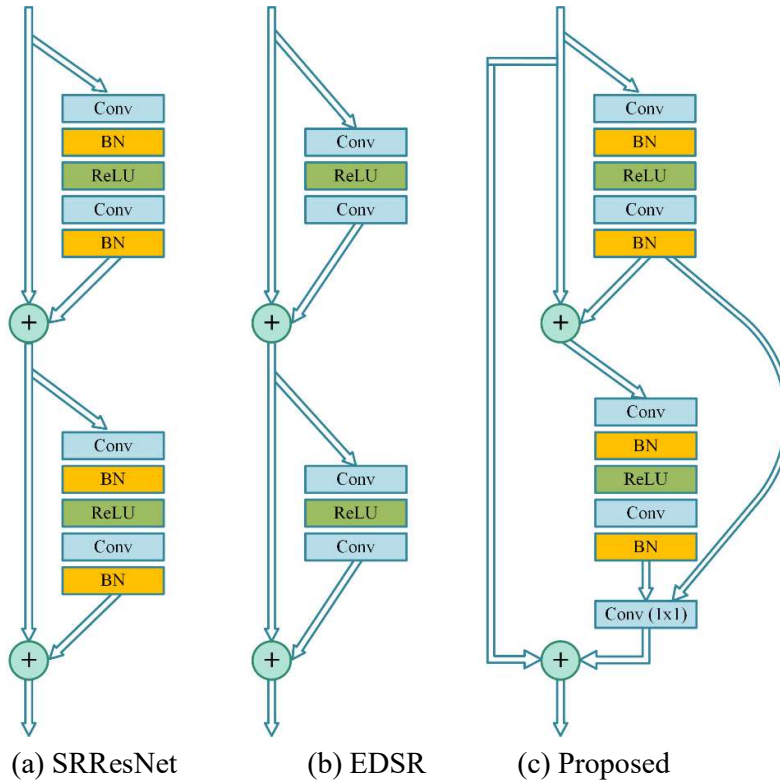 Conv
BN
ReLU
Conv
BN
+
Conv
BN
ReLU
Conv
BN
+
(a) SRResNet
Conv
ReLU
Conv
+
Conv
ReLU
Conv
+
(b) EDSR
Conv
BN
ReLU
Conv
BN
+
Conv
BN
ReLU
Conv
BN
Conv (1x1)
+
(c) Proposed